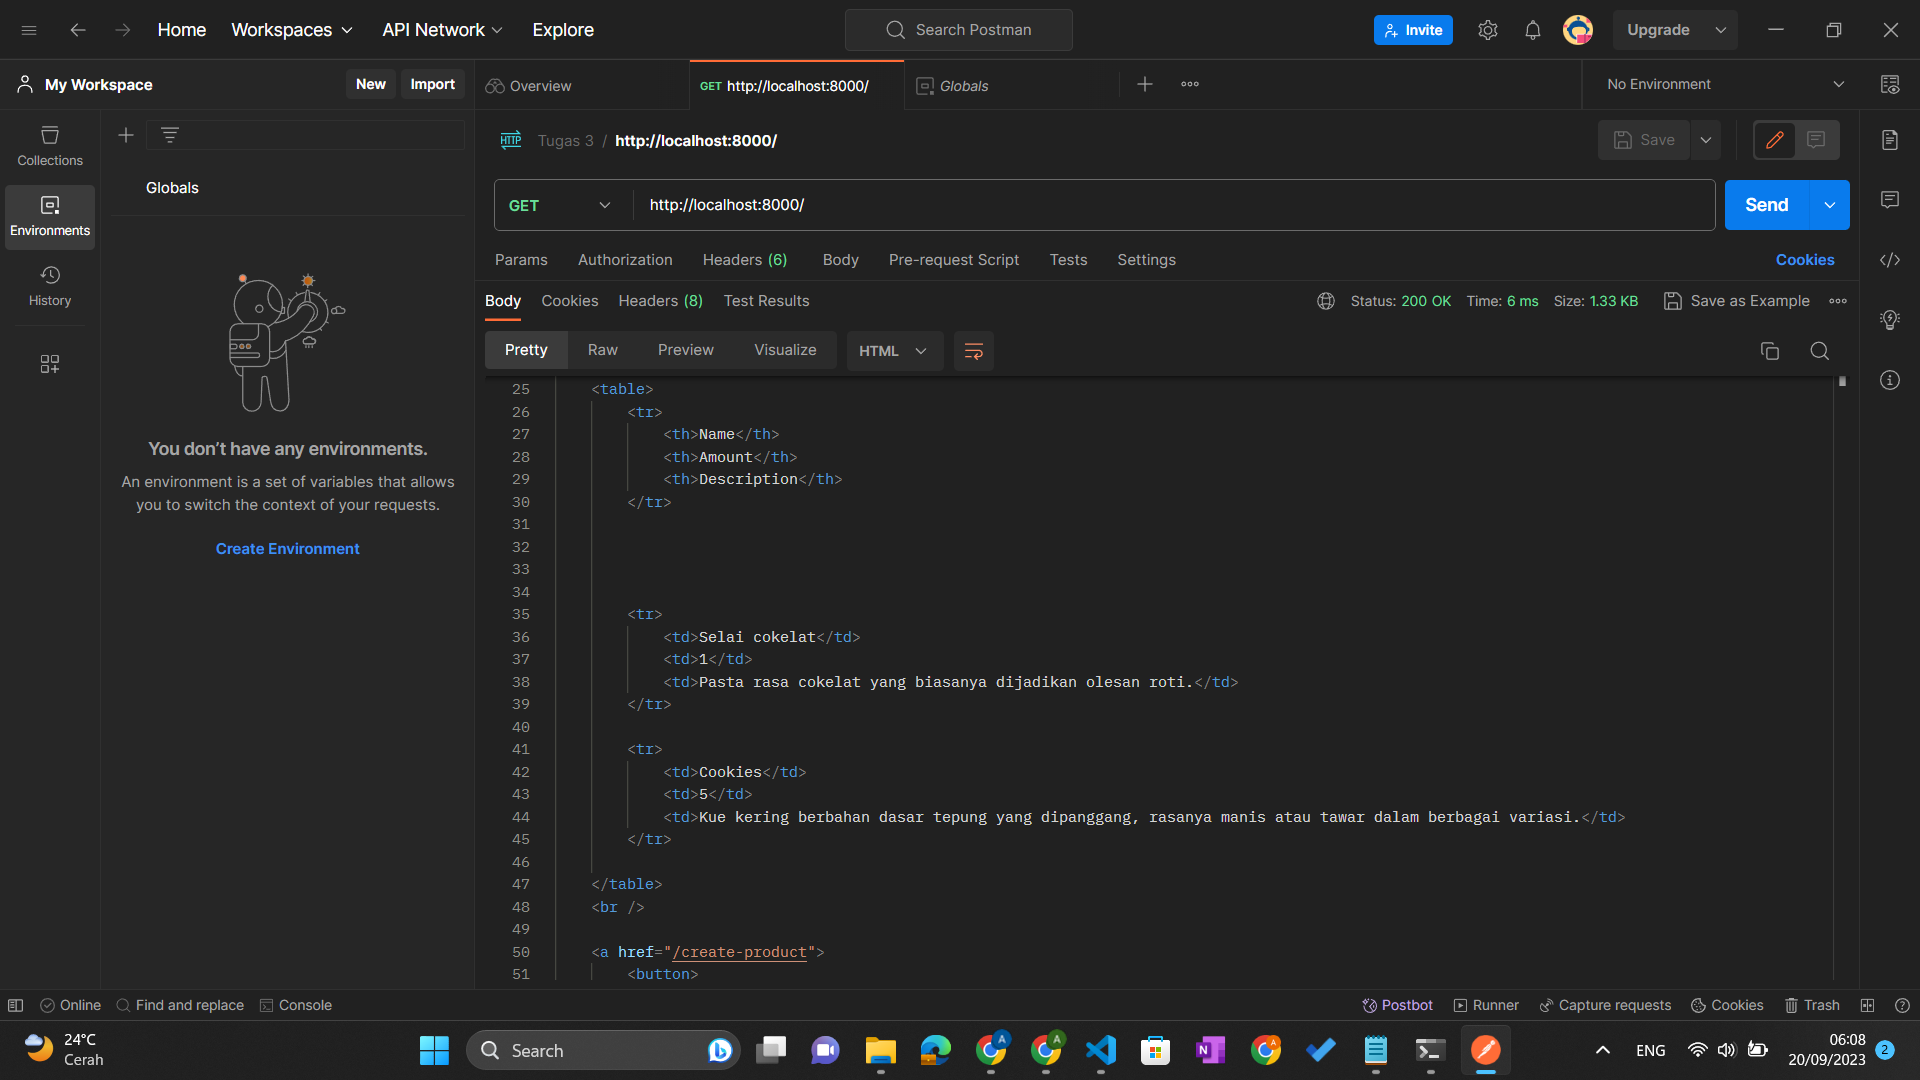 Home
Workspaces
API Network
Explore
Search Postman
Invite
Upgrade
My Workspace
New
Import
Overview
GET http://localhost:8000/
Globals
No Environment
Collections
Environments
History
Globals
You don't have any environments.
An environment is a set of variables that allows
you to switch the context of your requests.
Create Environment
HTTP
Tugas 3 / http://localhost:8000/
Save
GET
http://localhost:8000/
Send
Params
Authorization
Headers (6)
Body
Pre-request Script
Tests
Settings
Cookies
Body
Cookies
Headers (8)
Test Results
Status: 200 OK
Time: 6 ms
Size: 1.33 KB
Save as Example
Pretty
Raw
Preview
Visualize
HTML
25 <table>
26 <tr>
27 <th>Name</th>
28 <th>Amount</th>
29 <th>Description</th>
30 </tr>
31
32
33
34
35 <tr>
36 <td>Selai cokelat</td>
37 <td>1</td>
38 <td>Pasta rasa cokelat yang biasanya dijadikan olesan roti.</td>
39 </tr>
40
41 <tr>
42 <td>Cookies</td>
43 <td>5</td>
44 <td>Kue kering berbahan dasar tepung yang dipanggang, rasanya manis atau tawar dalam berbagai variasi.</td>
45 </tr>
46
47 </table>
48 <br />
49
50 <a href="/create-product">
51 <button>
Online
Find and replace
Console
Postbot
Runner
Capture requests
Cookies
Trash
24°C
Cerah
Search
A
A
N
A
ENG
06:08
20/09/2023
2